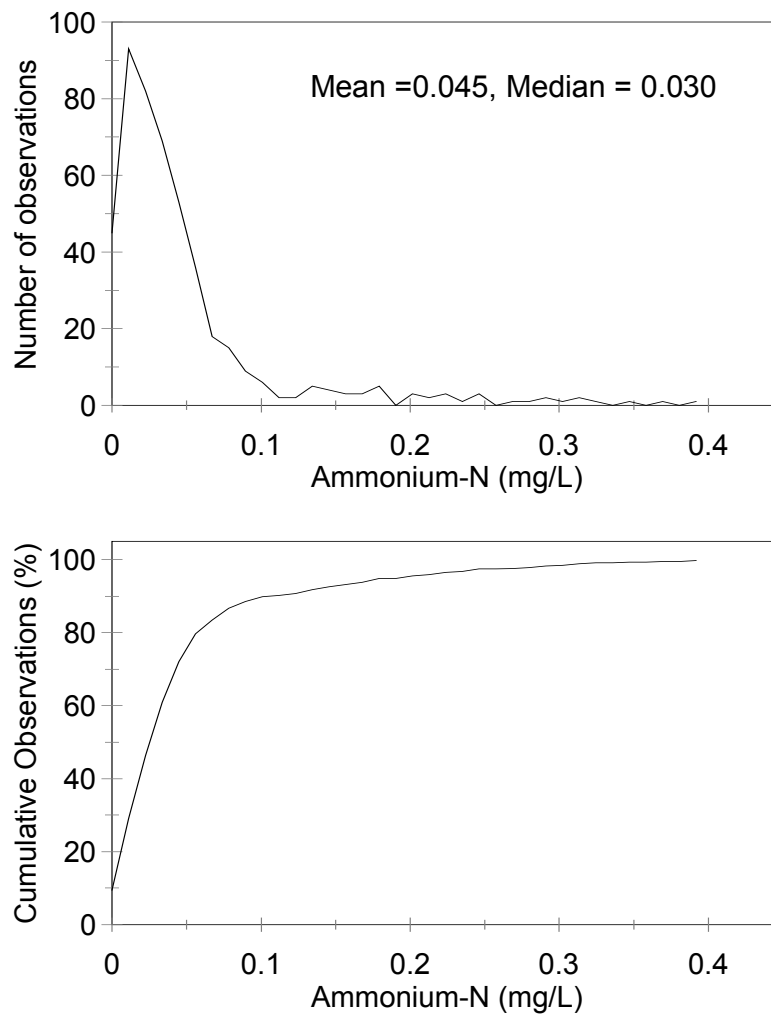 100
80
60
40
20
0
Number of observations
Mean =0.045, Median = 0.030
0 0.1 0.2 0.3 0.4
Ammonium-N (mg/L)
100
80
60
40
20
0
Cumulative Observations (%)
0 0.1 0.2 0.3 0.4
Ammonium-N (mg/L)